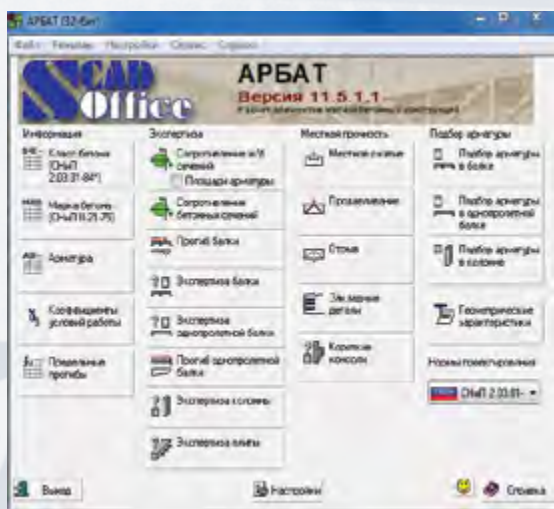 АРБАТ (32-бит)
Файл Режимы Настройки Сервис Справка
SCAD
Office
АРБАТ
Версия 11.5.1.1
Информация
Класс бетона
(СНиП
2.03.01-84*)
Марка бетона
(СНиП II-21-75)
Арматура
Коэффициенты
условий работы
Предельные
прогибы
Экспертиза
Сопротивление ж/б
сечений
Площади арматуры
Сопротивление
бетонных сечений
Прогиб балки
Экспертиза балки
Экспертиза
однопролетной балки
Прогиб однопролетной
балки
Экспертиза колонны
Экспертиза плиты
Местная прочность
Местное сжатие
Продавливание
Отрыв
Закладные
детали
Короткие
консоли
Подбор арматуры
Подбор арматуры
в балке
Подбор арматуры
в однопролетной
балке
Подбор арматуры
в колонне
Геометрические
характеристики
Нормы проектирования
СНиП 2.03.01-
Выход
Настройки
Справка